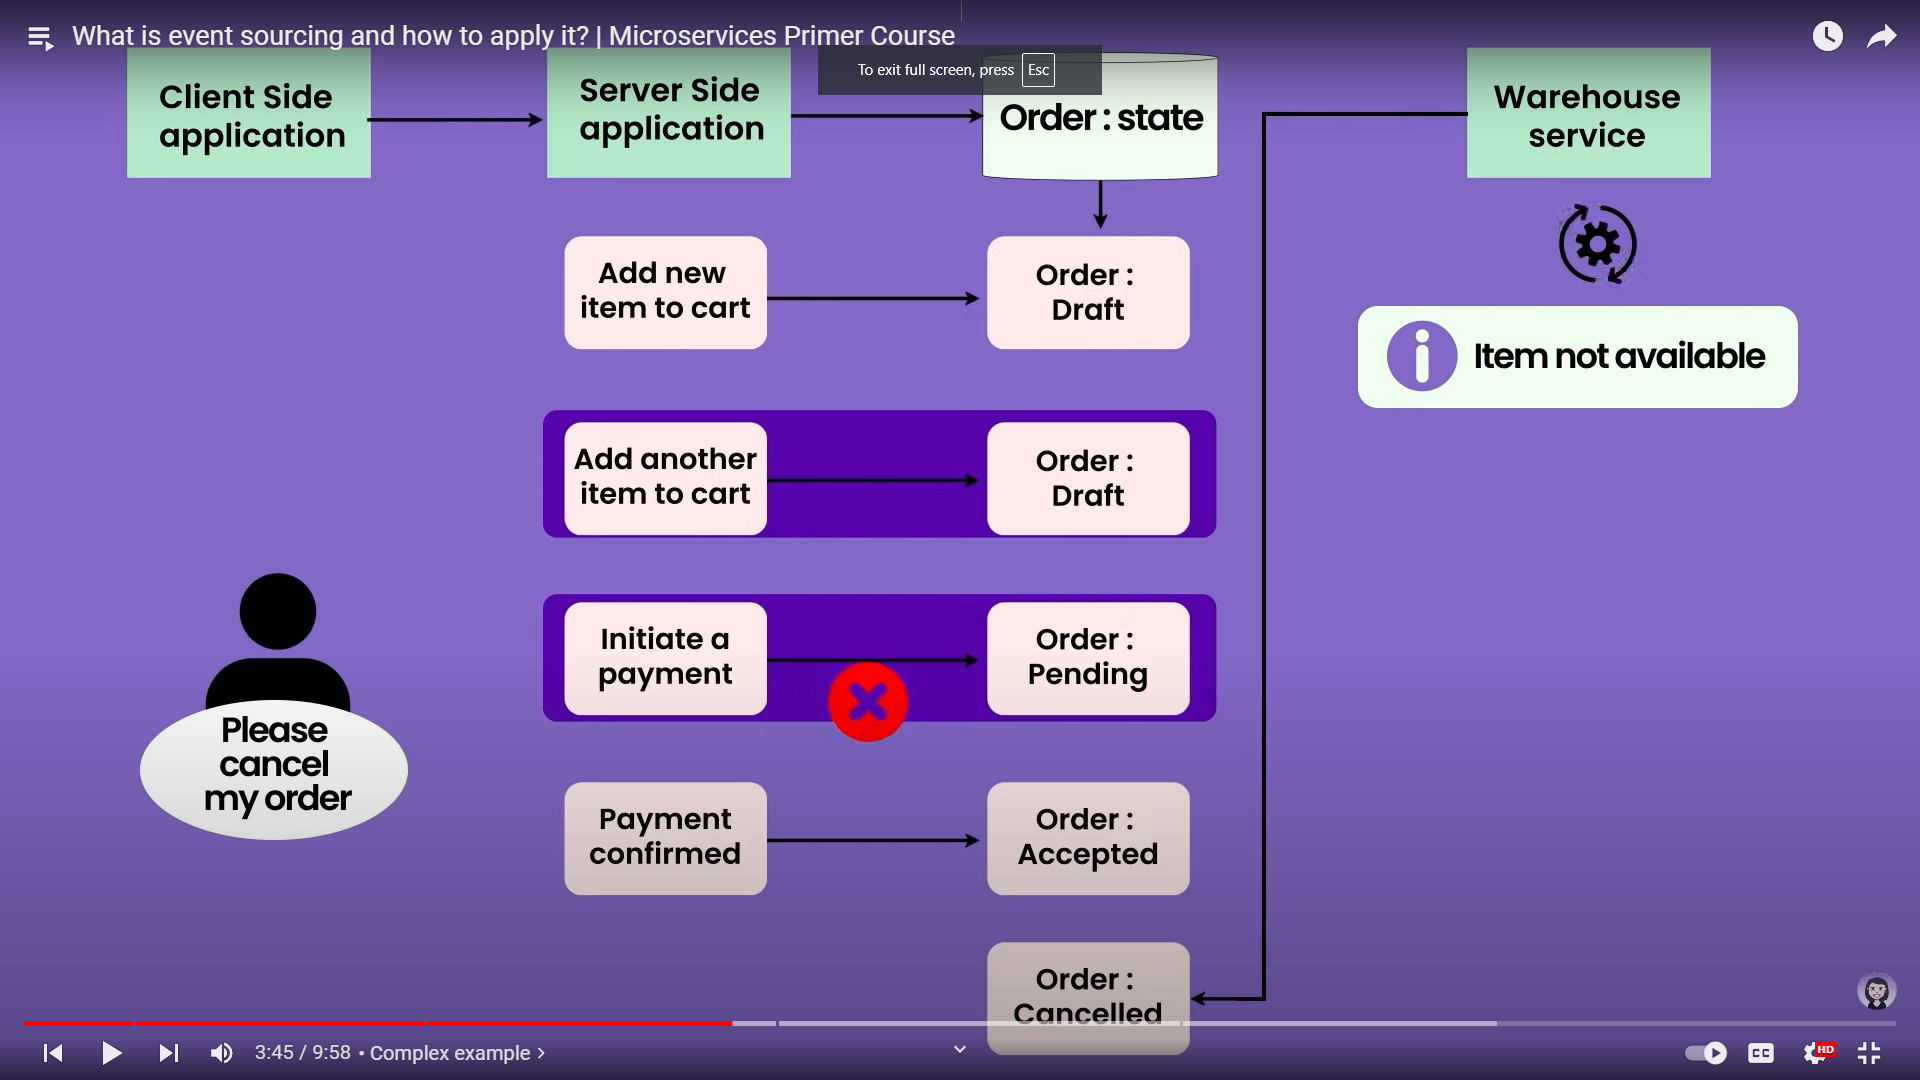 What is event sourcing and how to apply it? | Microservices Primer Course
To exit full screen, press Esc
Client Side
application
Server Side
application
Order : state
Warehouse
service
Add new
item to cart
Order :
Draft
Item not available
Add another
item to cart
Order :
Draft
Initiate a
payment
Order :
Pending
Please
cancel
my order
Payment
confirmed
Order :
Accepted
Order :
Cancelled
3:45 / 9:58 • Complex example
CC
HD